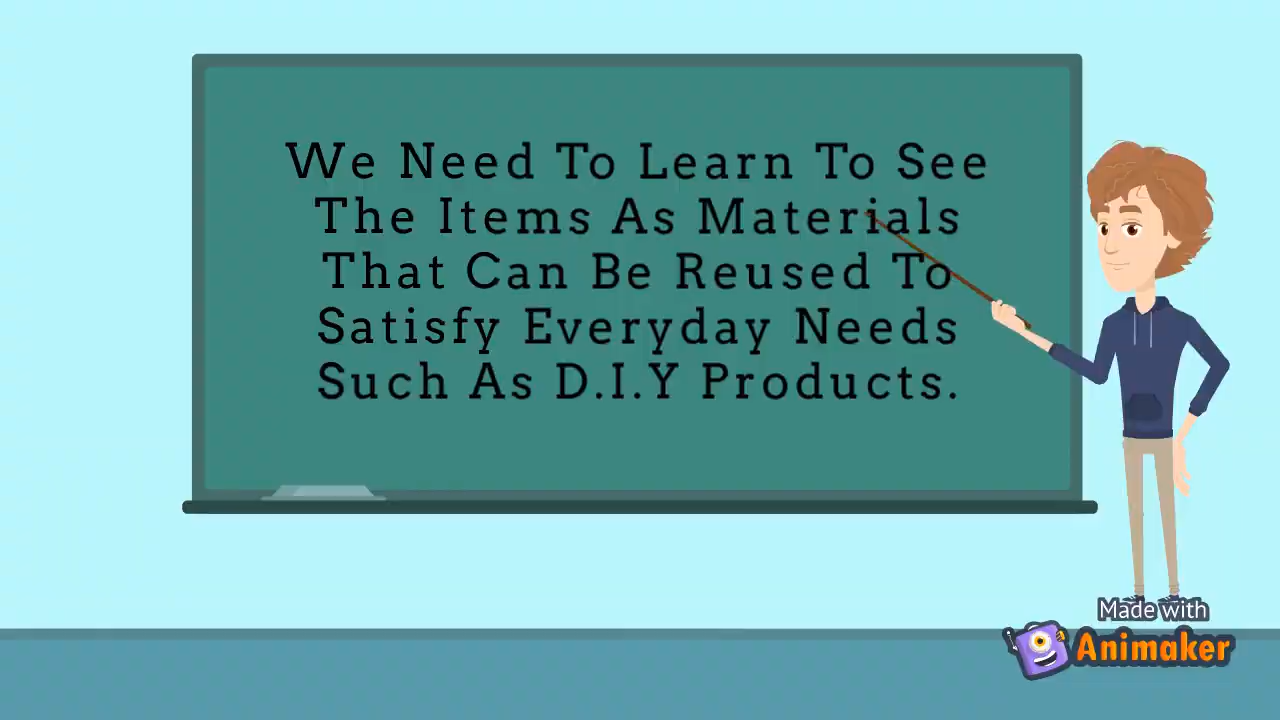 We Need To Learn To See
The Items As Materials
That Can Be Reused To
Satisfy Everyday Needs
Such As D.I.Y Products.
Made with
Animaker